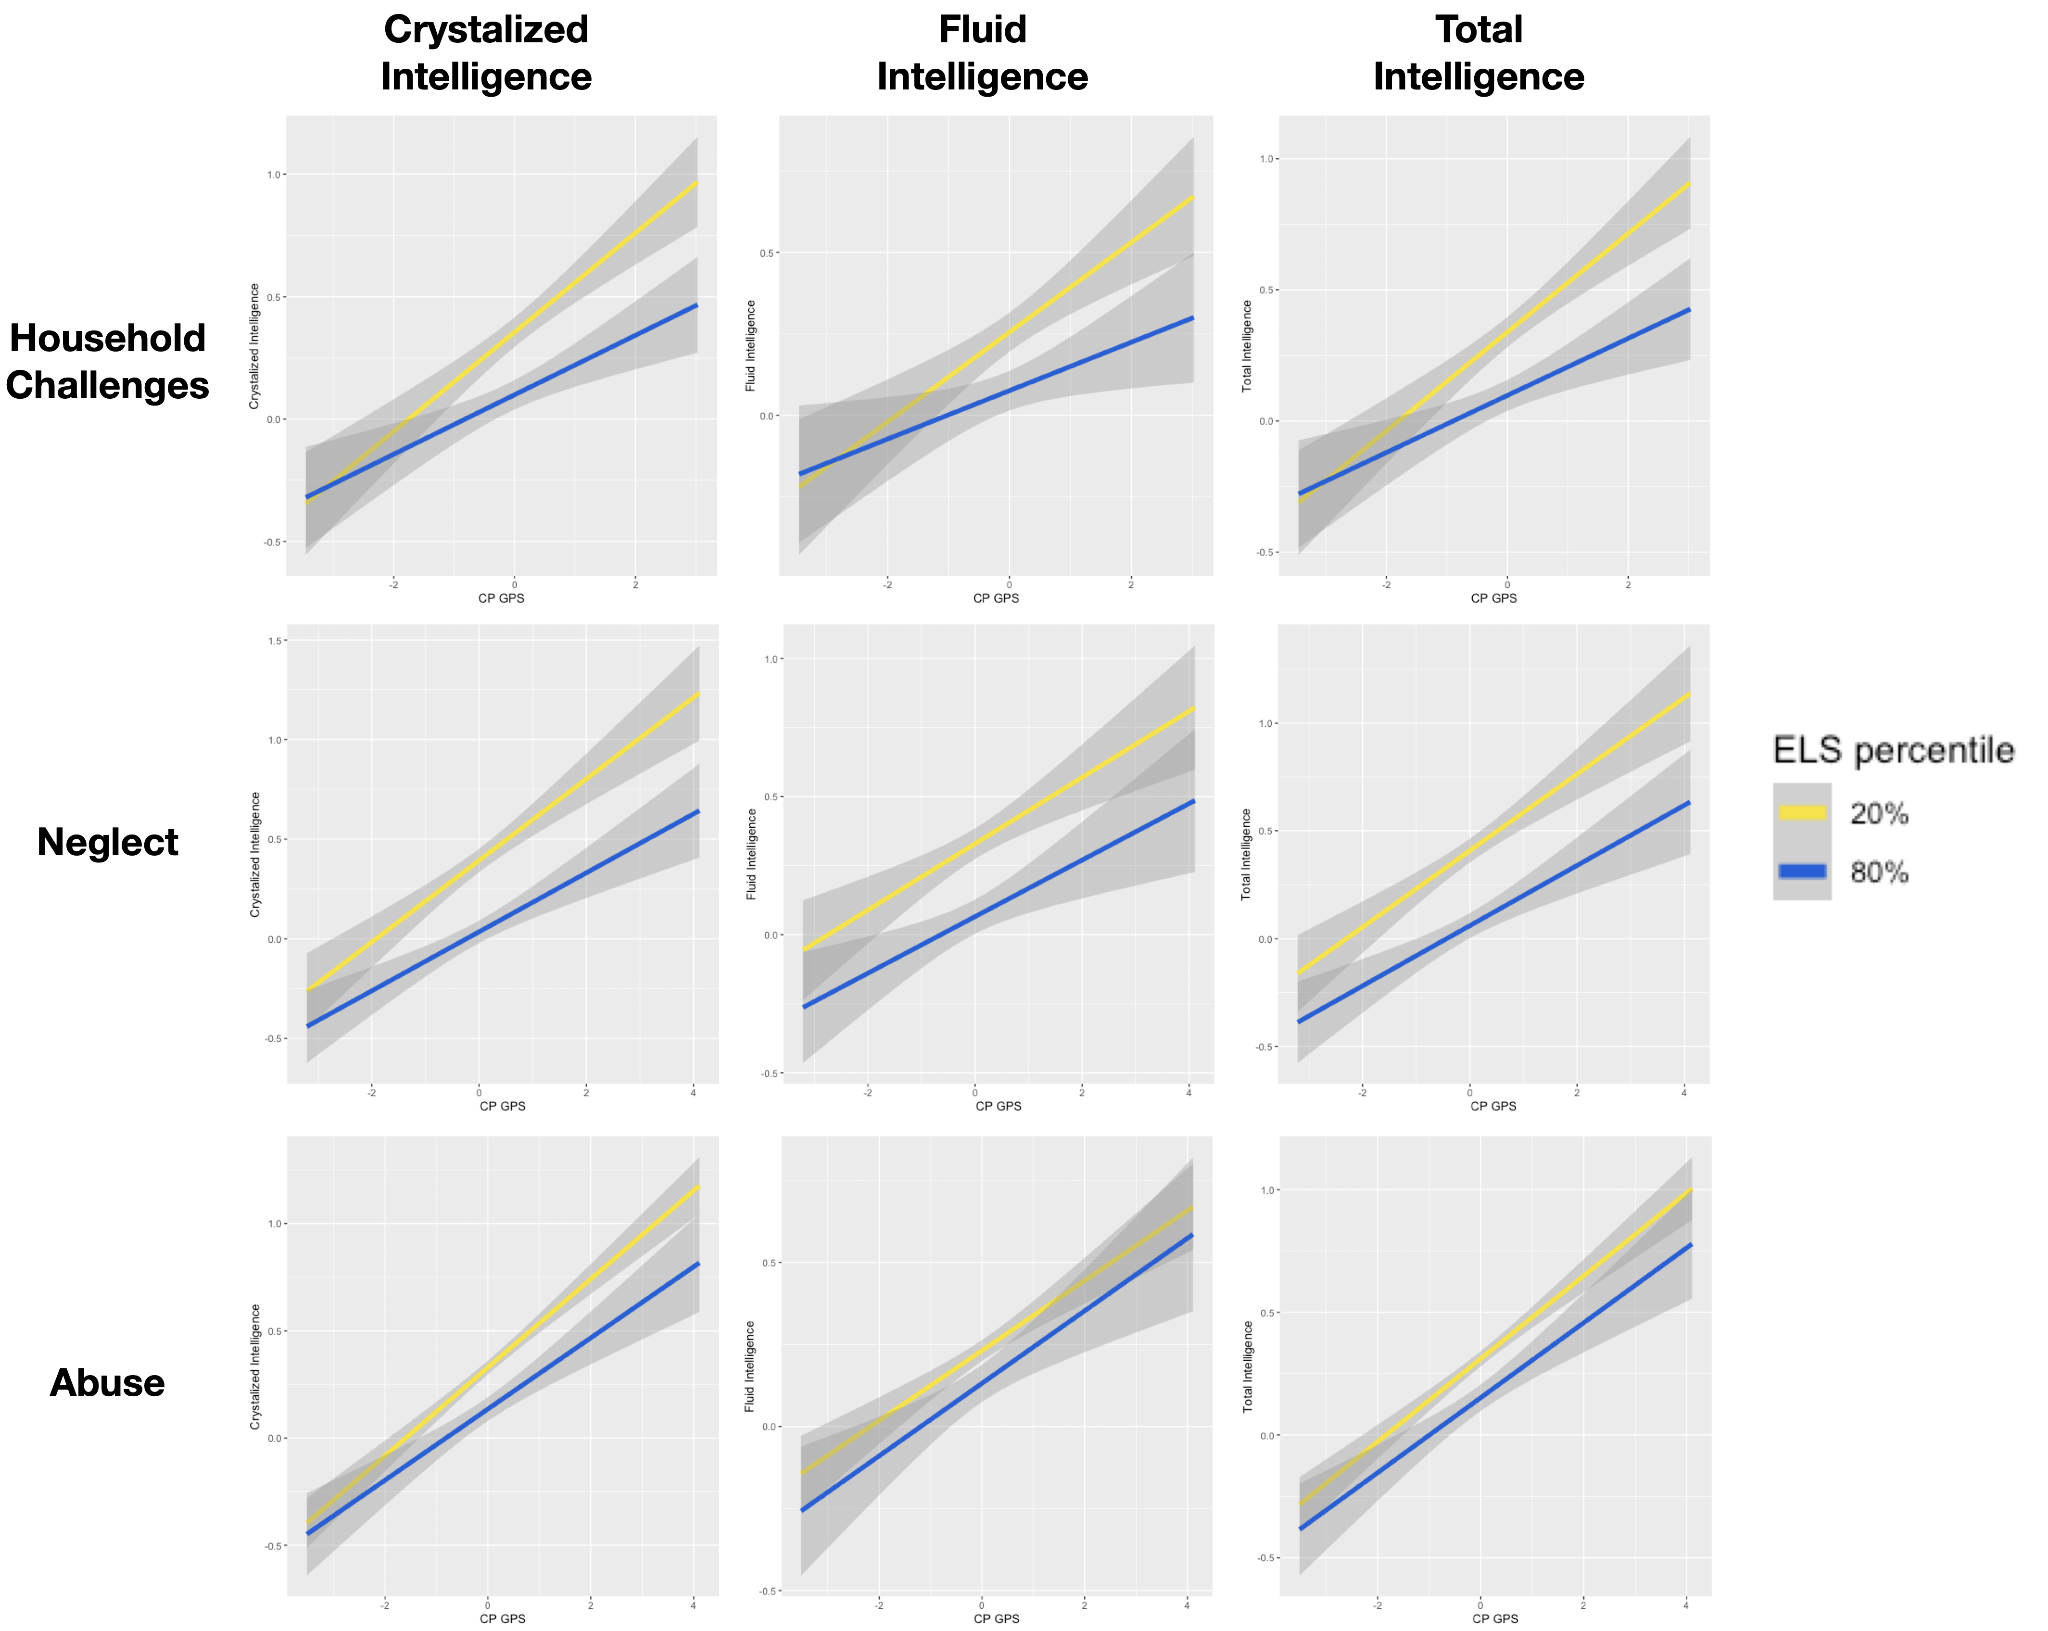 Crystalized
Intelligence
Fluid
Intelligence
Total
Intelligence
Household
Challenges
Crystalized Intelligence
1.0
0.5
0.0
-0.5
-2
0
2
CP GPS
Fluid Intelligence
0.5
0.0
-2
0
2
CP GPS
Total Intelligence
1.0
0.5
0.0
-0.5
-2
0
2
CP GPS
Neglect
Crystalized Intelligence
1.5
1.0
0.5
0.0
-0.5
-2
0
2
4
CP GPS
Fluid Intelligence
1.0
0.5
0.0
-0.5
-2
0
2
4
CP GPS
Total Intelligence
1.0
0.5
0.0
-0.5
-2
0
2
4
CP GPS
ELS percentile
20%
80%
Abuse
Crystalized Intelligence
1.0
0.5
0.0
-0.5
-2
0
2
4
CP GPS
Fluid Intelligence
0.5
0.0
-0.5
-2
0
2
4
CP GPS
Total Intelligence
1.0
0.5
0.0
-0.5
-2
0
2
4
CP GPS